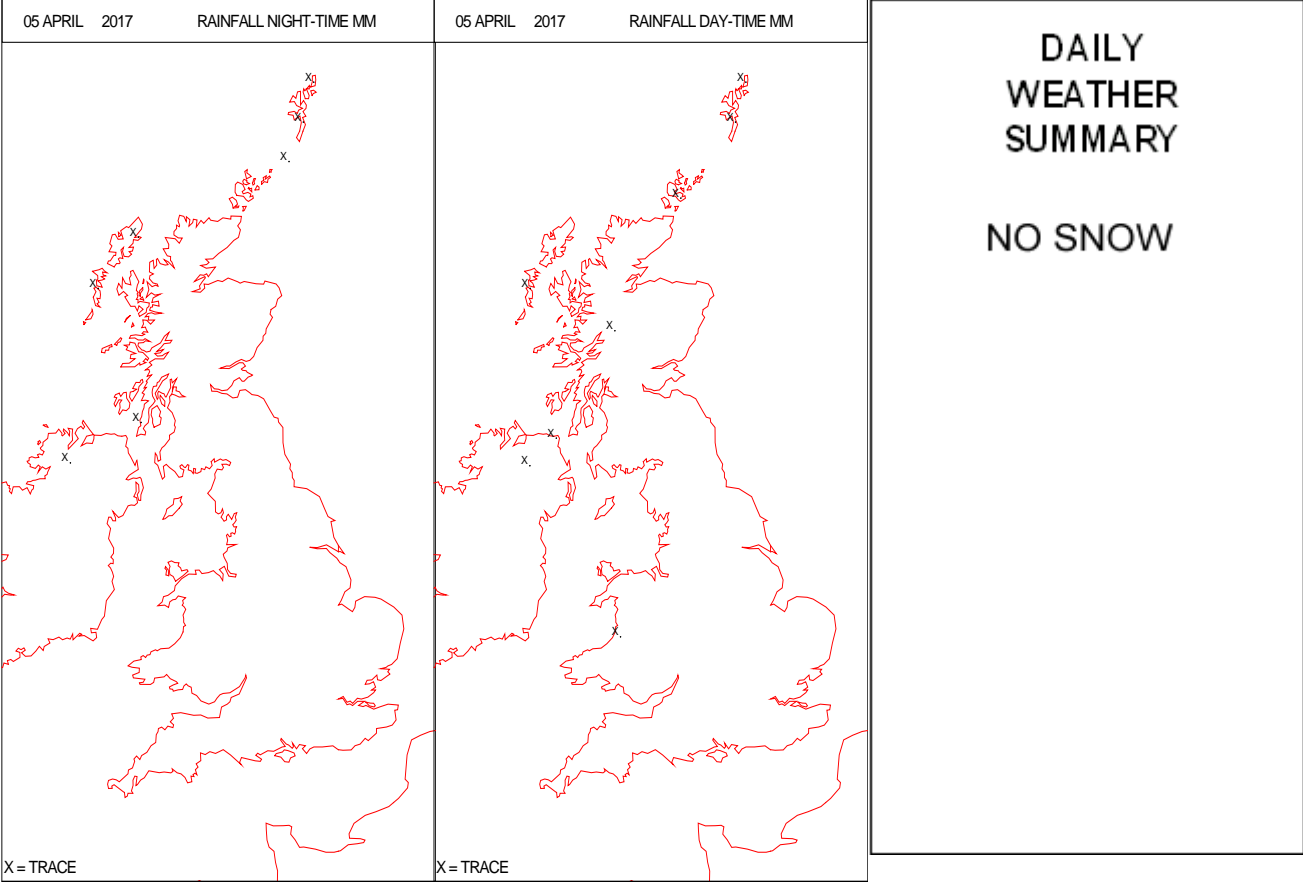 05 APRIL 2017 RAINFALL NIGHT-TIME MM
X
X
X
X
X
X
X
X = TRACE
05 APRIL 2017 RAINFALL DAY-TIME MM
X
X
X
X
X
X
X
X
X = TRACE
DAILY
WEATHER
SUMMARY
NO SNOW